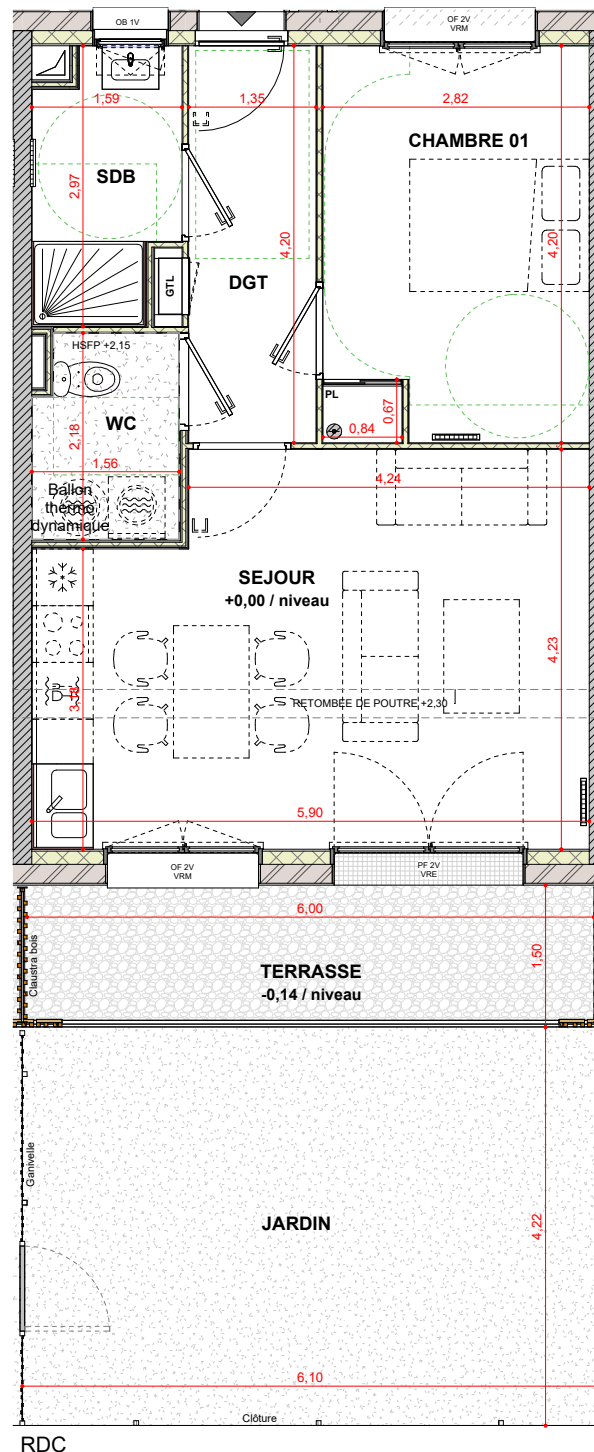 OB 1V
OF 2V
VRM
1,59
1,35
2,82
CHAMBRE 01
SDB
2,97
4,20
4,20
DGT
GTL
HSFP +2,15
PL
0,67
0,84
WC
2,18
1,56
4,24
Ballon
thermo
dynamique
SEJOUR
+0,00 / niveau
4,23
3,38
RETOMBÉE DE POUTRE +2,30
5,90
OF 2V
VRM
PF 2V
VRE
6,00
Claustra bois
1,50
TERRASSE
-0,14 / niveau
Ganivelle
JARDIN
4,22
6,10
Clôture
RDC